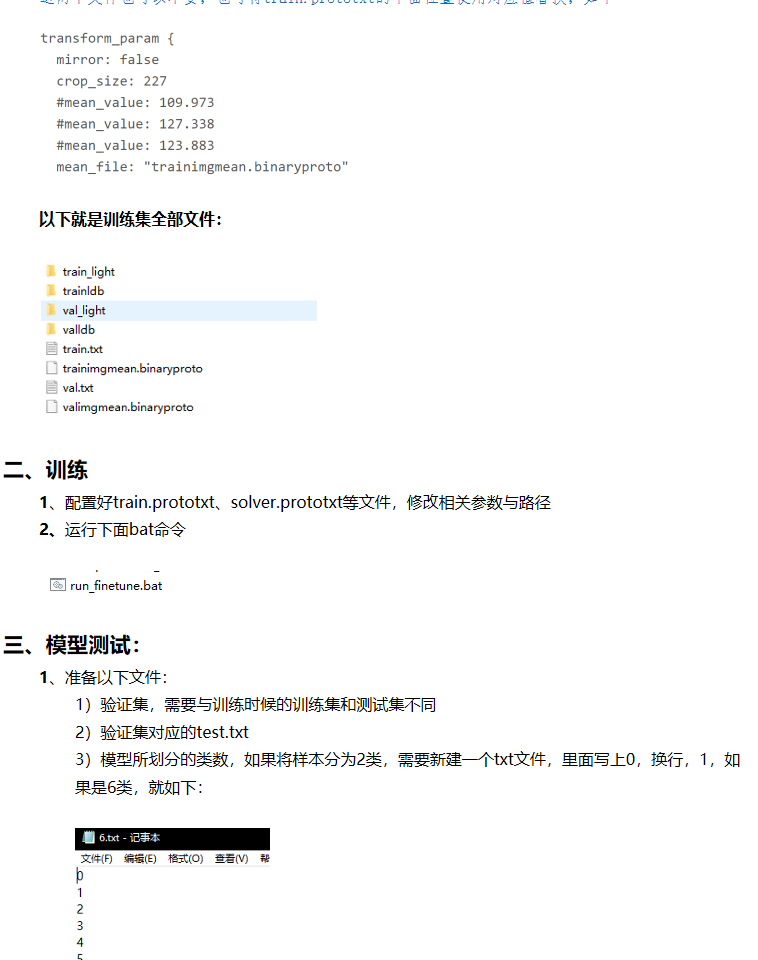 transform_param {
mirror: false
crop_size: 227
#mean_value: 109.973
#mean_value: 127.338
#mean_value: 123.883
mean_file: "trainimgmean.binaryproto"
以下就是训练集全部文件：
train_light
trainldb
val_light
valldb
train.txt
trainimgmean.binaryproto
val.txt
valimgmean.binaryproto
二、训练
1、配置好train.prototxt、solver.prototxt等文件，修改相关参数与路径
2、运行下面bat命令
run_finetune.bat
三、模型测试：
1、准备以下文件：
1）验证集，需要与训练时候的训练集和测试集不同
2）验证集对应的test.txt
3）模型所划分的类数，如果将样本分为2类，需要新建一个txt文件，里面写上0，换行，1，如
果是6类，就如下：
6.txt - 记事本
文件(F) 编辑(E) 格式(O) 查看(V) 帮
0
1
2
3
4
5